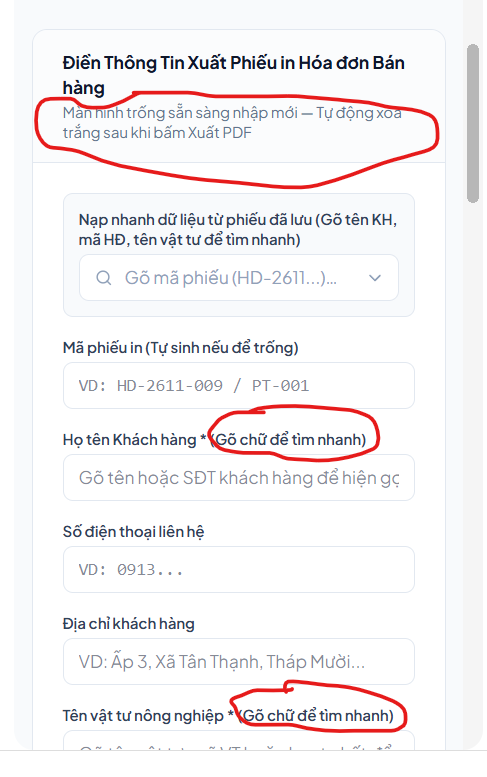 Điền Thông Tin Xuất Phiếu in Hóa đơn Bán
hàng
Màn hình trống sẵn sàng nhập mới — Tự động xóa
trắng sau khi bấm Xuất PDF
Nạp nhanh dữ liệu từ phiếu đã lưu (Gõ tên KH,
mã HĐ, tên vật tư để tìm nhanh)
Gõ mã phiếu (HD-2611...)...
Mã phiếu in (Tự sinh nếu để trống)
VD: HD-2611-009 / PT-001
Họ tên Khách hàng * (Gõ chữ để tìm nhanh)
Gõ tên hoặc SĐT khách hàng để hiện gợ
Số điện thoại liên hệ
VD: 0913...
Địa chỉ khách hàng
VD: Ấp 3, Xã Tân Thạnh, Tháp Mười...
Tên vật tư nông nghiệp * (Gõ chữ để tìm nhanh)